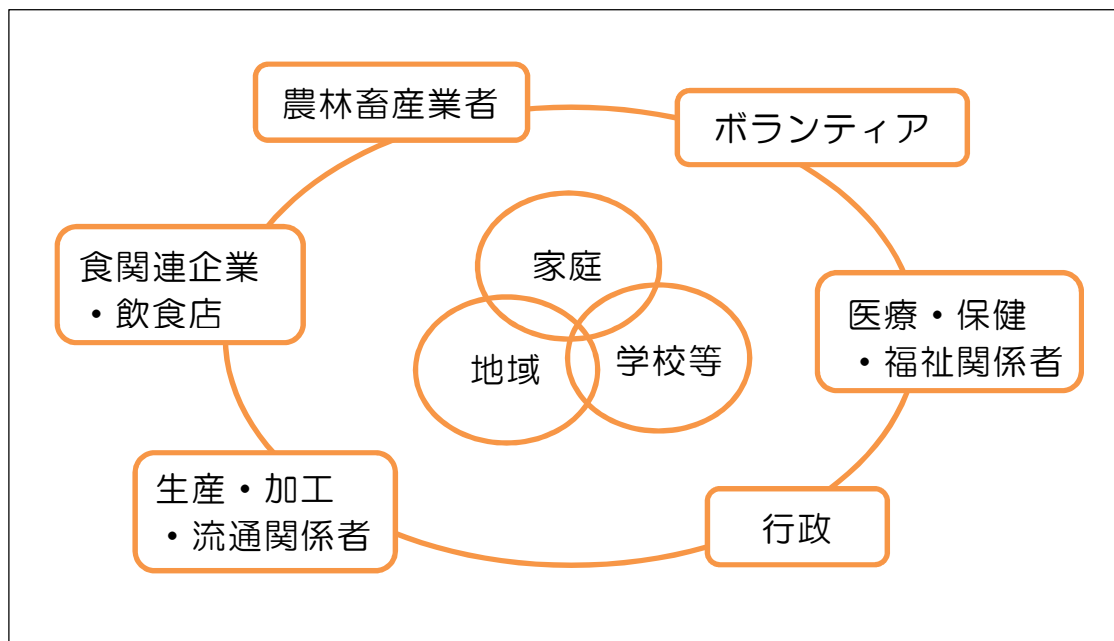 農林畜産業者
ボランティア
食関連企業
・飲食店
家庭
地域
学校等
医療・保健
・福祉関係者
生産・加工
・流通関係者
行政